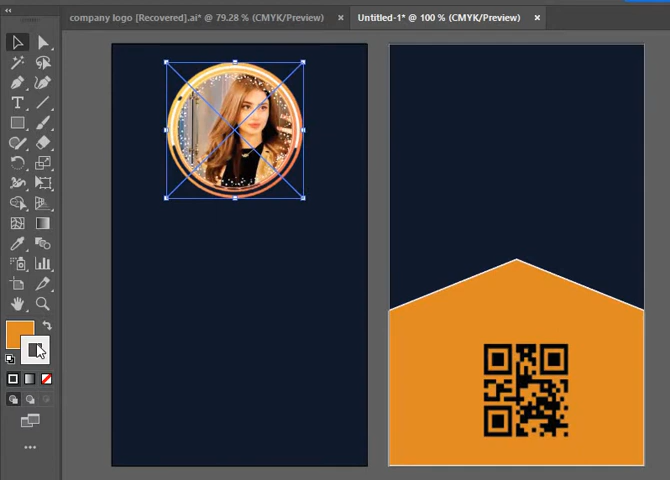 company logo [Recovered].ai* @ 79.28 % (CMYK/Preview) ×
Untitled-1* @ 100 % (CMYK/Preview) ×